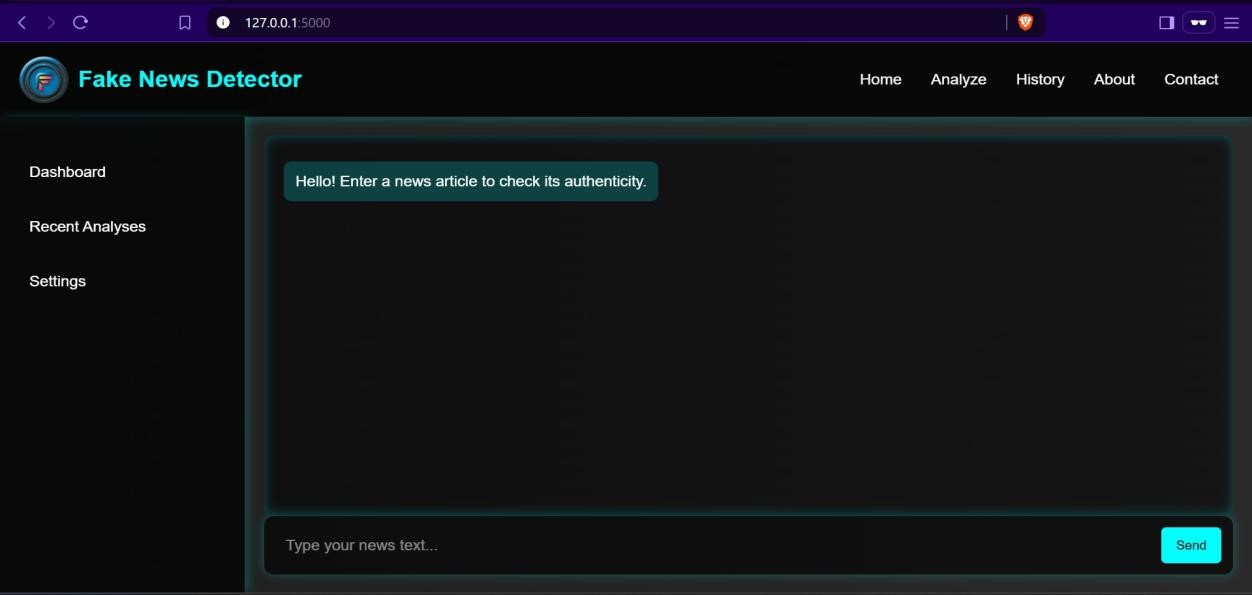 127.0.0.1:5000
Fake News Detector
Home Analyze History About Contact
Dashboard
Hello! Enter a news article to check its authenticity.
Recent Analyses
Settings
Type your news text...
Send